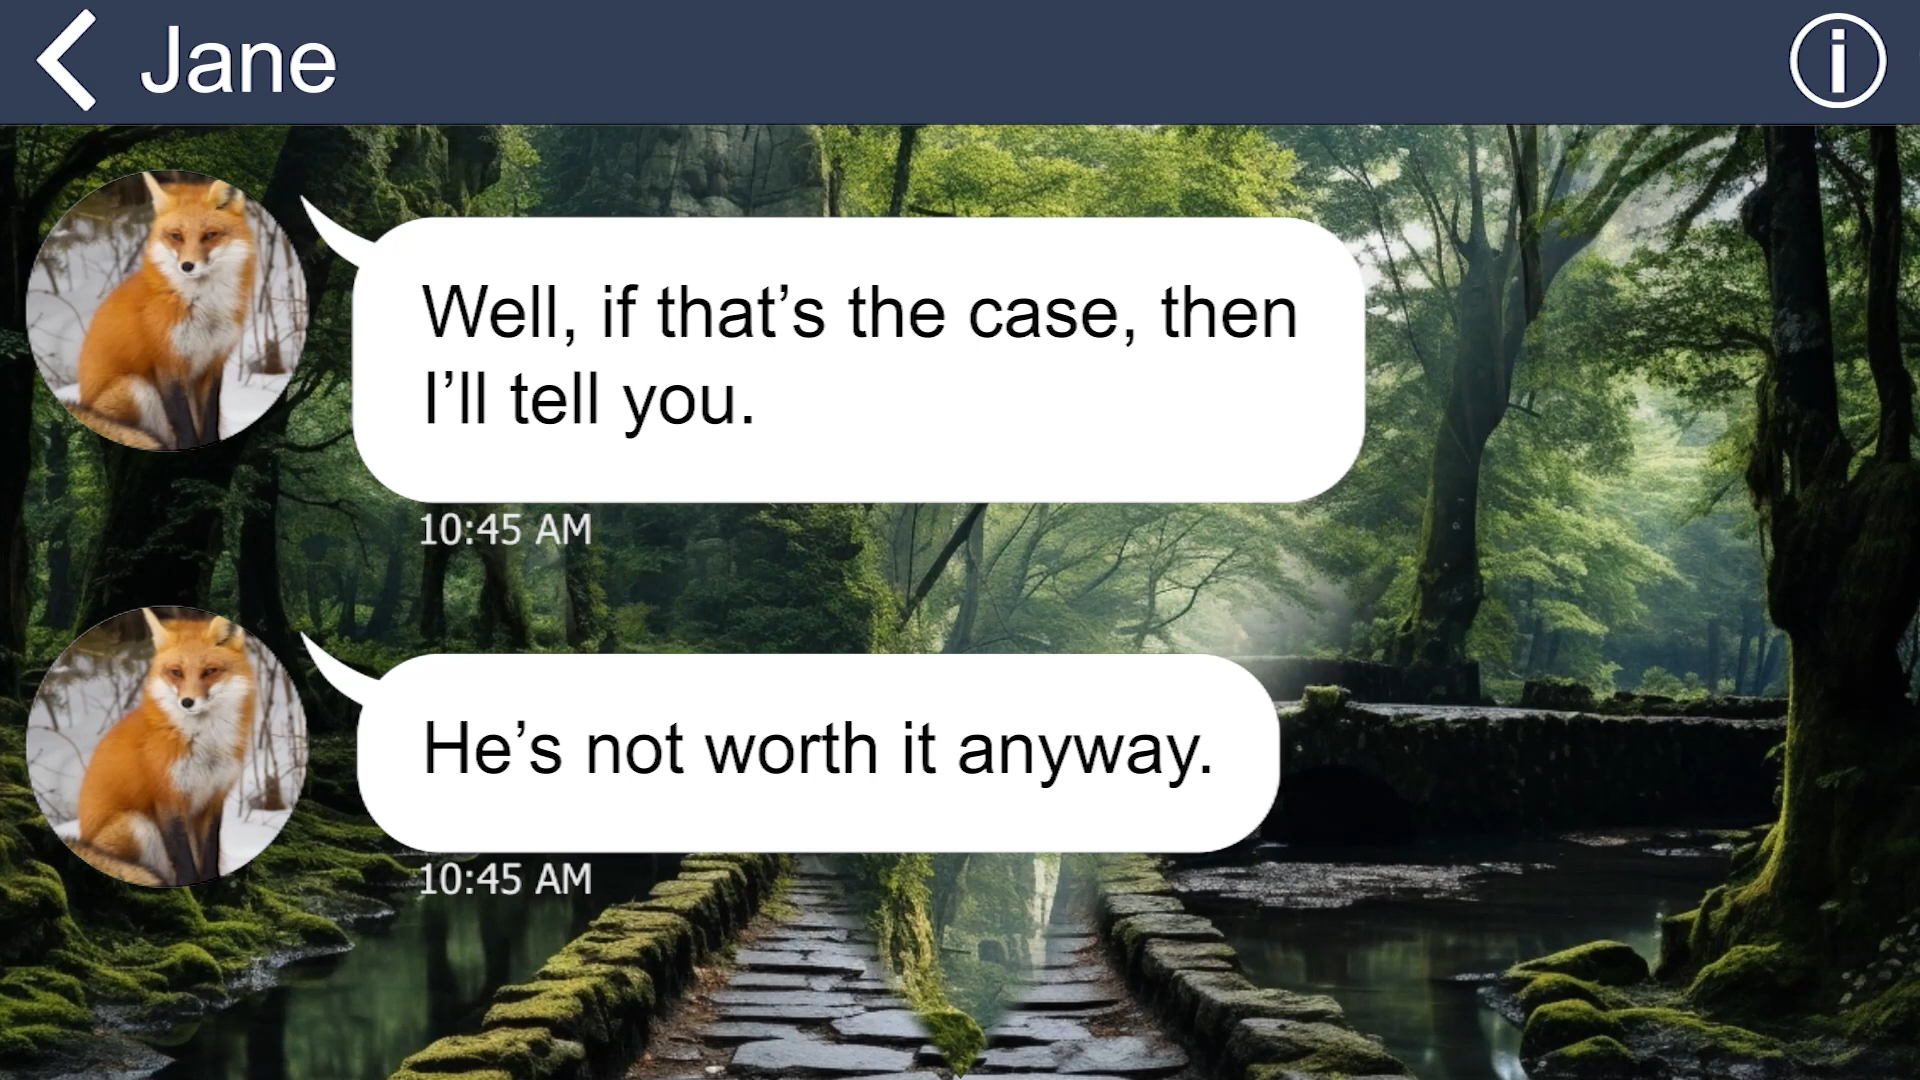 Jane
Well, if that’s the case, then
I’ll tell you.
10:45 AM
He’s not worth it anyway.
10:45 AM